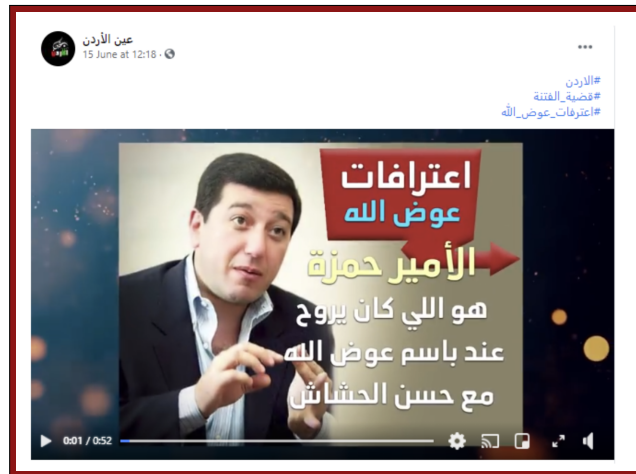 عين الأردن
15 June at 12:18
#الاردن
#قضية_الفتنة
#اعترفات_عوض_الله
اعترافات
عوض الله
الأمير حمزة
هو اللي كان يروح
عند باسم عوض الله
مع حسن الحشاش
0:01 / 0:52